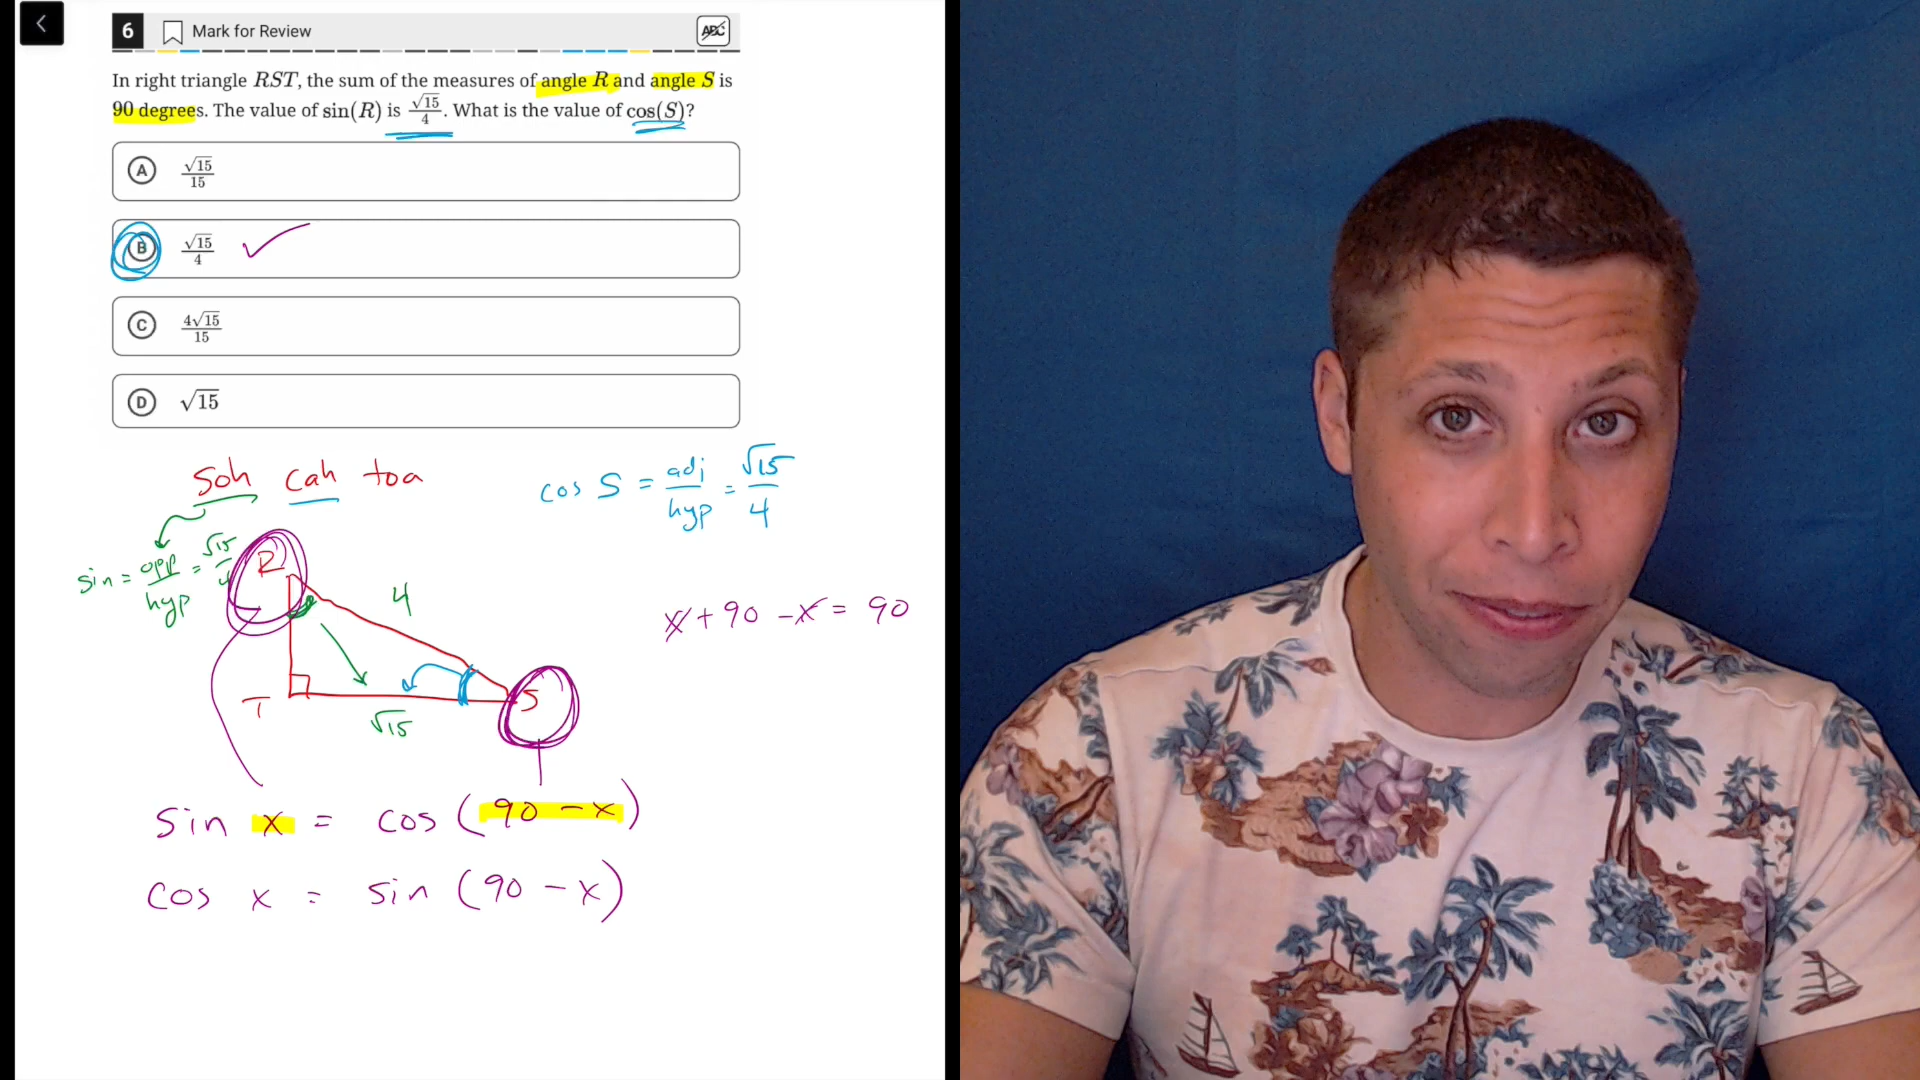 6 Mark for Review ABC
In right triangle RST, the sum of the measures of angle R and angle S is
90 degrees. The value of sin(R) is √15/4. What is the value of cos(S)?
A √15/15
B √15/4
C 4√15/15
D √15
Soh cah toa
cos S = adj/hyp = √15/4
sin = opp/hyp = √15/4
R
4
x + 90 - x = 90
T
S
√15
sin x = cos (90 - x)
cos x = sin (90 - x)